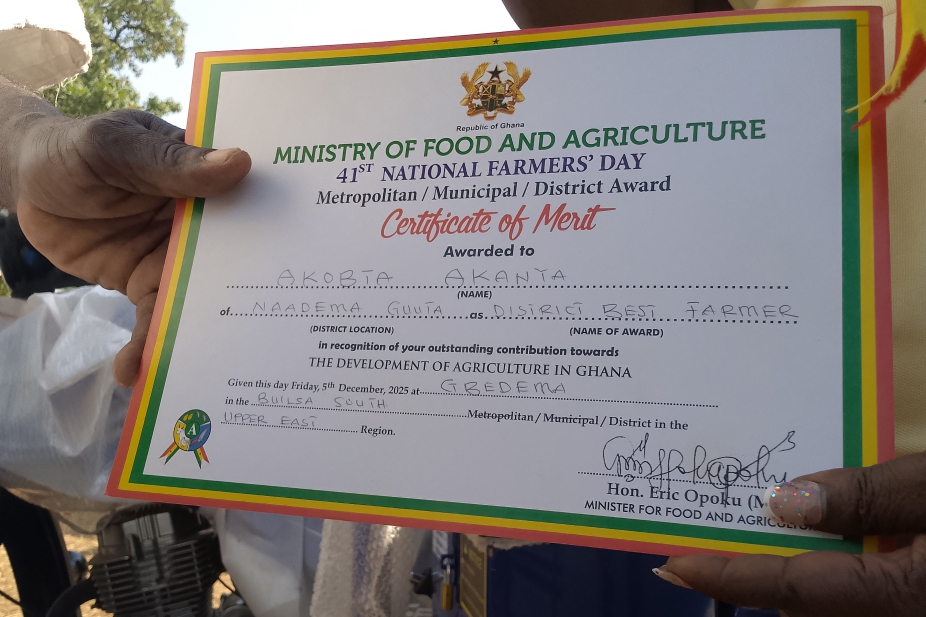 Republic of Ghana
MINISTRY OF FOOD AND AGRICULTURE
41ST NATIONAL FARMERS' DAY
Metropolitan / Municipal / District Award
Certificate of Merit
Awarded to
AKOBTA AKANTA
(NAME)
of NAADEMA GUUTA as DISTRICT BEST FARMER
(DISTRICT LOCATION) (NAME OF AWARD)
in recognition of your outstanding contribution towards
THE DEVELOPMENT OF AGRICULTURE IN GHANA
Given this day Friday, 5th December, 2025 at GBEDEMA
in the BUILSA SOUTH Metropolitan / Municipal / District in the
UPPER EAST Region.
A
Hon. Eric Opoku (M
MINISTER FOR FOOD AND AGRICULTUR